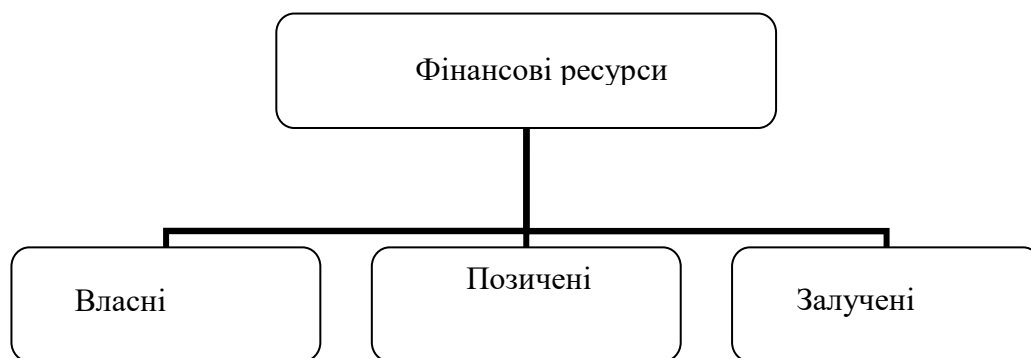 Фінансові ресурси
Власні
Позичені
Залучені